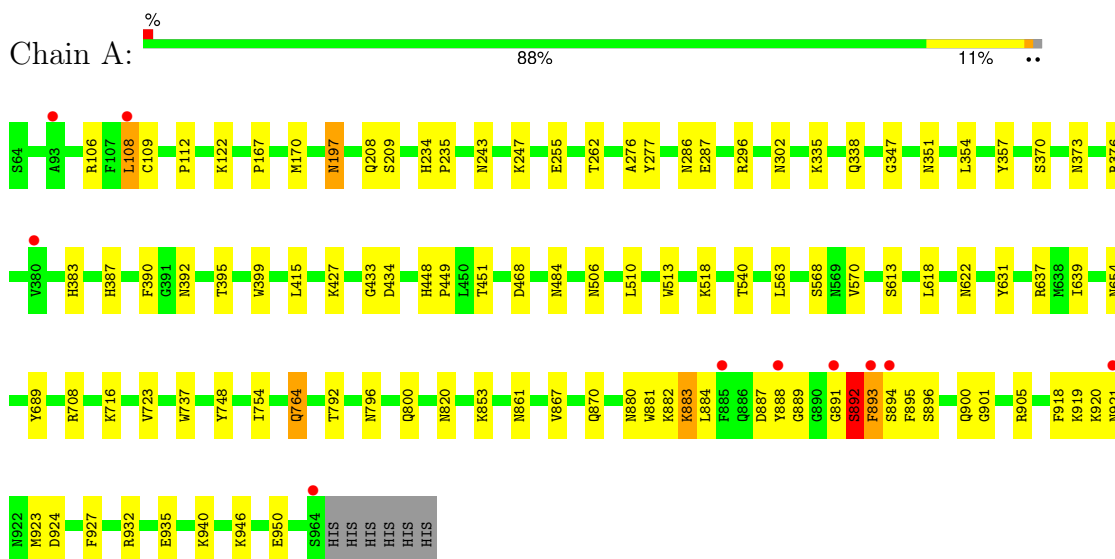 %
Chain A:
88% 11% ••
S64 A93 R106 F107 L108 C109 P112 K122 P167 M170 N197 Q208 S209 H234 P235 N243 K247 E255 T262 A276 Y277 N286 E287 R296 N302 K335 Q338 G347 N351 L354 Y357 S370 N373
V380 H383 H387 F390 G391 N392 T395 W399 L415 K427 G433 D434 H448 P449 L450 T451 D468 N484 N506 L510 W513 K518 T540 L563 S568 N569 V570 S613 L618 N622 Y631 R637 M638 I639
Y689 R708 K716 V723 W737 Y748 I754 Q764 T792 N796 Q800 N820 K853 N861 V867 Q870 N880 W881 K882 K883 L884 F885 Q886 D887 Y888 G889 G890 G891 S892 F893 S894 F895 S896 Q900 G901 R905 F918 K919 K920
N922 M923 D924 F927 R932 E935 K940 K946 E950 S964 HIS HIS HIS HIS HIS HIS